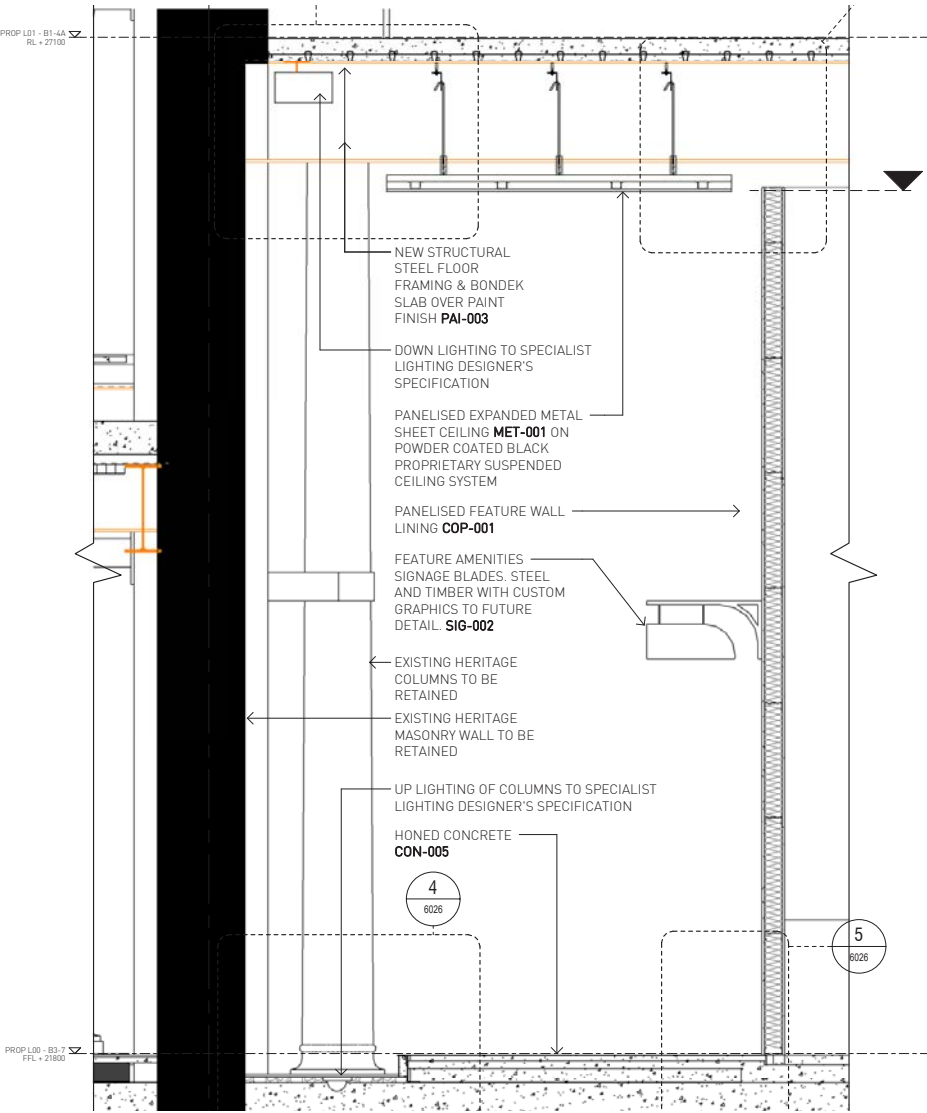 PROP L01 - B1-4A
RL + 27100
NEW STRUCTURAL
STEEL FLOOR
FRAMING & BONDEK
SLAB OVER PAINT
FINISH PAI-003
DOWN LIGHTING TO SPECIALIST
LIGHTING DESIGNER'S
SPECIFICATION
PANELISED EXPANDED METAL
SHEET CEILING MET-001 ON
POWDER COATED BLACK
PROPRIETARY SUSPENDED
CEILING SYSTEM
PANELISED FEATURE WALL
LINING COP-001
FEATURE AMENITIES
SIGNAGE BLADES. STEEL
AND TIMBER WITH CUSTOM
GRAPHICS TO FUTURE
DETAIL. SIG-002
EXISTING HERITAGE
COLUMNS TO BE
RETAINED
EXISTING HERITAGE
MASONRY WALL TO BE
RETAINED
UP LIGHTING OF COLUMNS TO SPECIALIST
LIGHTING DESIGNER'S SPECIFICATION
HONED CONCRETE
CON-005
4
6026
5
6026
PROP L00 - B3-7
FFL + 21800